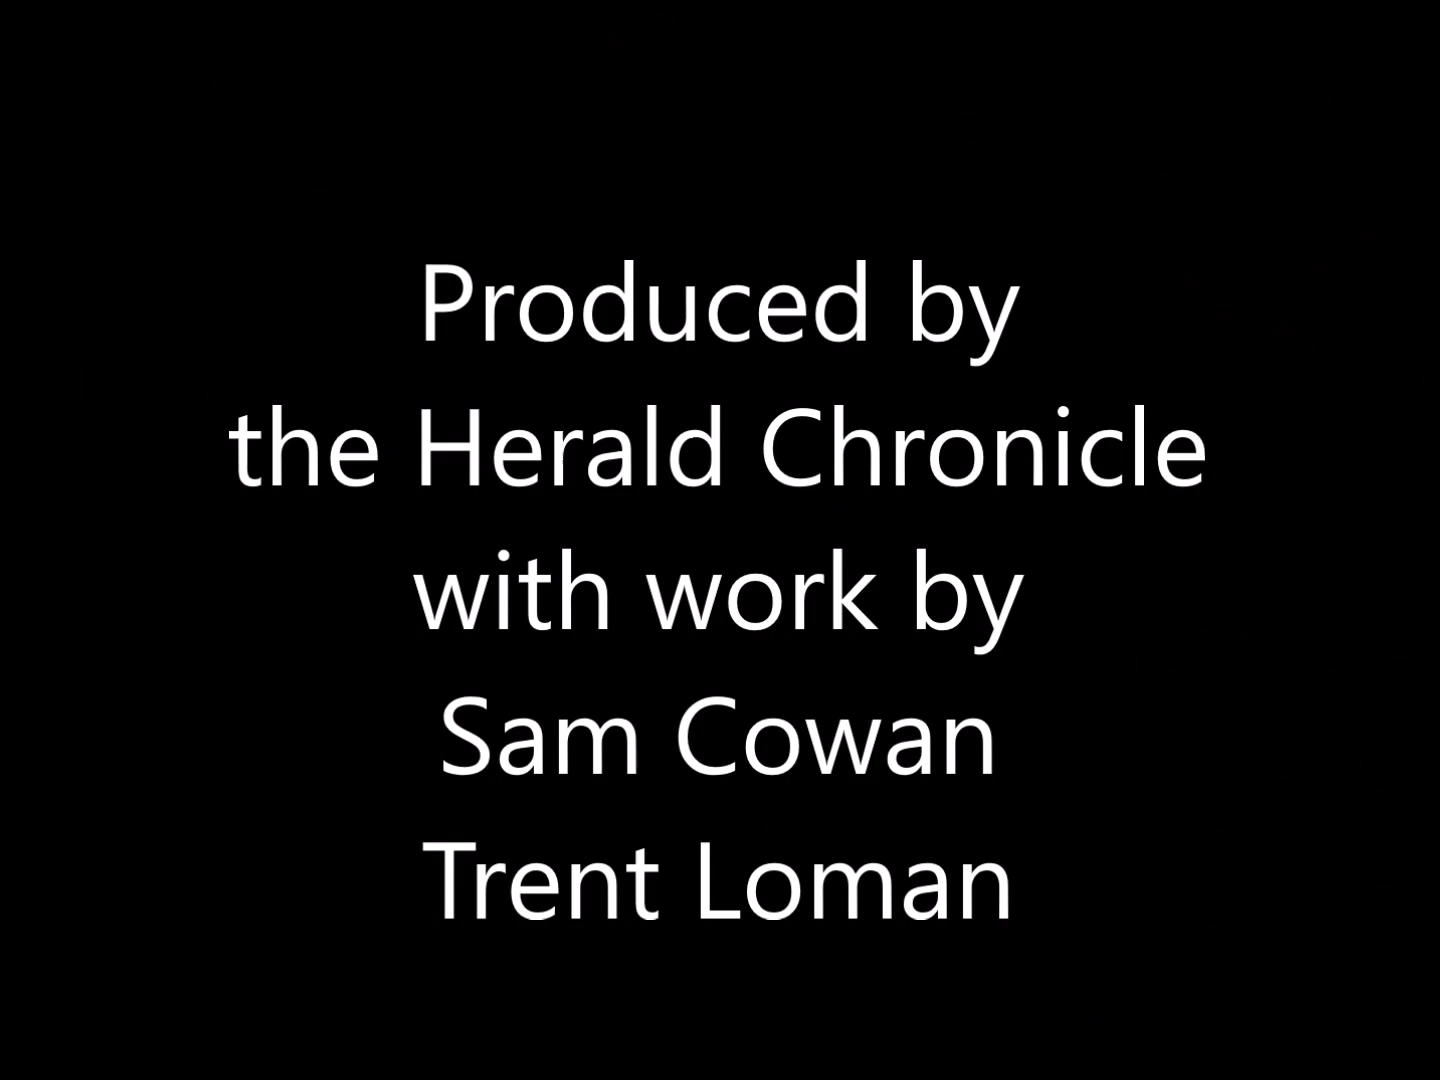 Produced by
the Herald Chronicle
with work by
Sam Cowan
Trent Loman